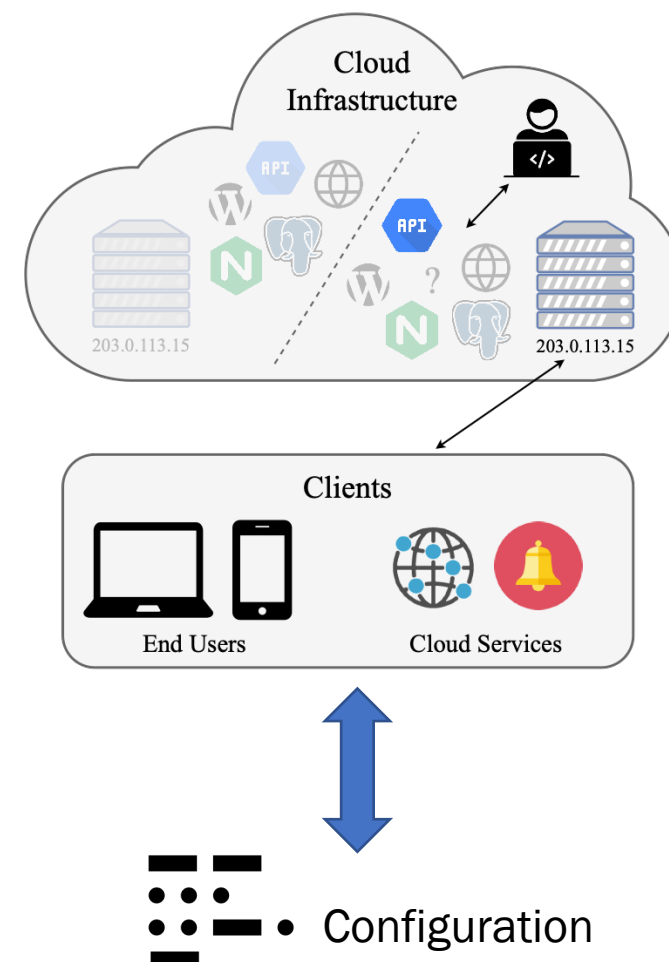 Cloud
Infrastructure
API
</>
API
N
W
W
?
N
203.0.113.15
203.0.113.15
Clients
End Users
Cloud Services
Configuration